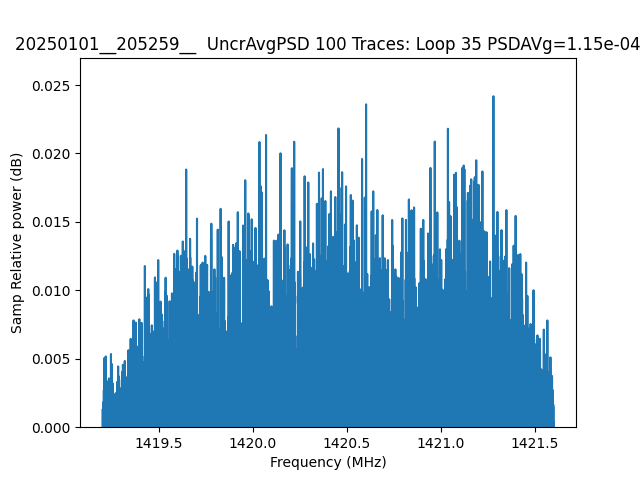 20250101__205259__  UncrAvgPSD 100 Traces: Loop 35 PSDAVg=1.15e-04
Samp Relative power (dB)
0.025
0.020
0.015
0.010
0.005
0.000
1419.5 1420.0 1420.5 1421.0 1421.5
Frequency (MHz)